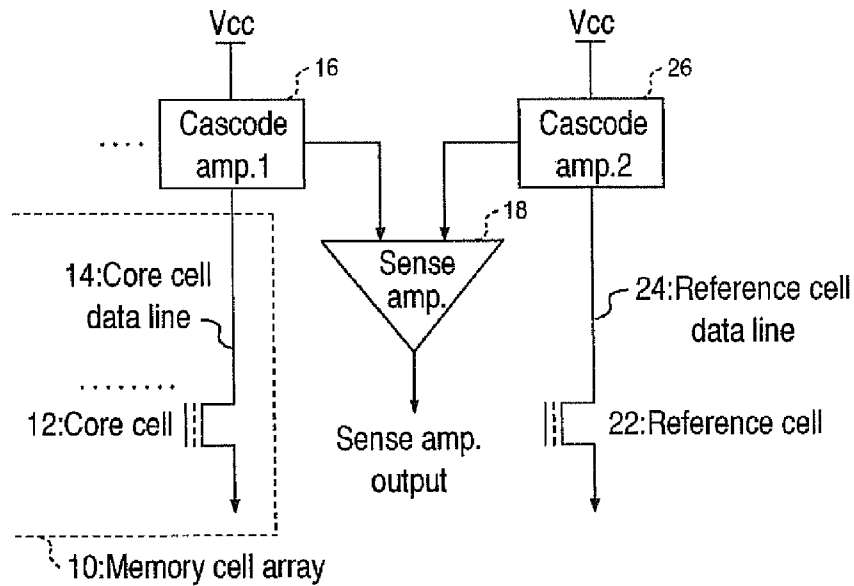 Vcc
Vcc
16
26
Cascode
amp.1
Cascode
amp.2
18
Sense
amp.
14:Core cell
data line
24:Reference cell
data line
12:Core cell
22:Reference cell
Sense amp.
output
10:Memory cell array